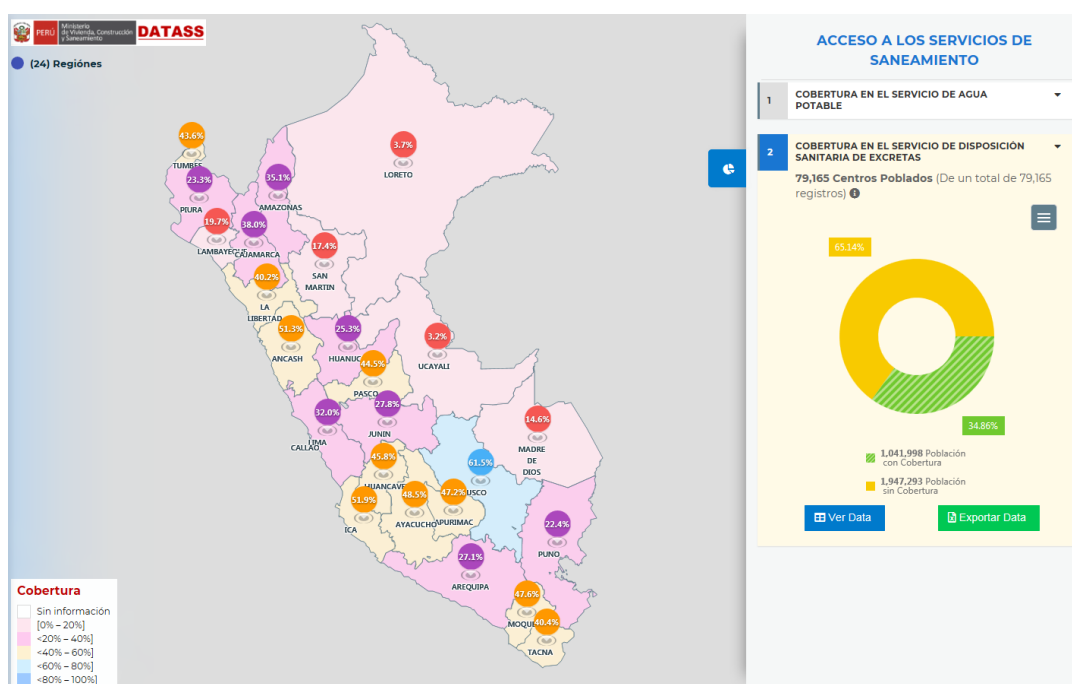 PERÚ
Ministerio
de Vivienda, Construcción
y Saneamiento
DATASS
(24) Regiónes
43.6%
TUMBES
23.3%
PIURA
35.1%
AMAZONAS
3.7%
LORETO
19.7%
LAMBAYEQUE
38.0%
CAJAMARCA
17.4%
SAN
MARTIN
40.2%
LA
LIBERTAD
51.3%
ANCASH
25.3%
HUANUC
3.2%
UCAYALI
44.5%
PASCO
32.0%
LIMA
CALLAO
27.8%
JUNIN
14.6%
MADRE
DE
DIOS
45.8%
HUANCAVE
61.5%
USCO
51.9%
ICA
48.5%
AYACUCHO
47.2%
APURIMAC
22.4%
PUNO
27.1%
AREQUIPA
47.6%
MOQUE
40.4%
TACNA
Cobertura
Sin información
[0% – 20%]
<20% – 40%]
<40% – 60%]
<60% – 80%]
<80% – 100%]
ACCESO A LOS SERVICIOS DE
SANEAMIENTO
1
COBERTURA EN EL SERVICIO DE AGUA
POTABLE
2
COBERTURA EN EL SERVICIO DE DISPOSICIÓN
SANITARIA DE EXCRETAS
79,165 Centros Poblados (De un total de 79,165
registros)
65.14%
34.86%
1,041,998 Población
con Cobertura
1,947,293 Población
sin Cobertura
Ver Data
Exportar Data